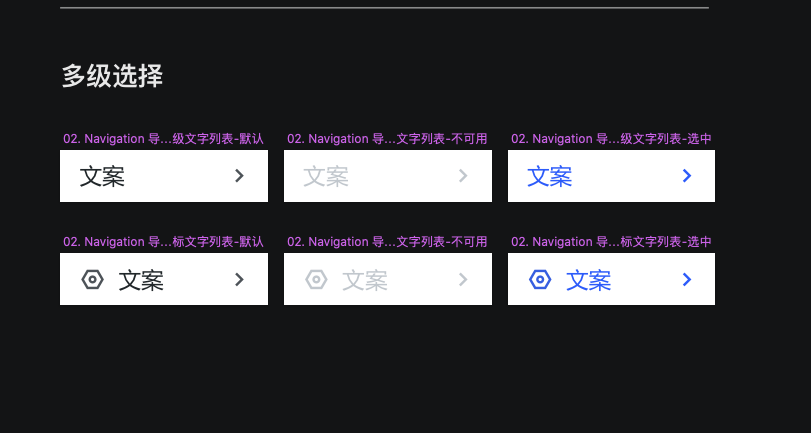 多级选择
02. Navigation 导...级文字列表-默认
02. Navigation 导...文字列表-不可用
02. Navigation 导...级文字列表-选中
文案
文案
文案
02. Navigation 导...标文字列表-默认
02. Navigation 导...文字列表-不可用
02. Navigation 导...标文字列表-选中
文案
文案
文案